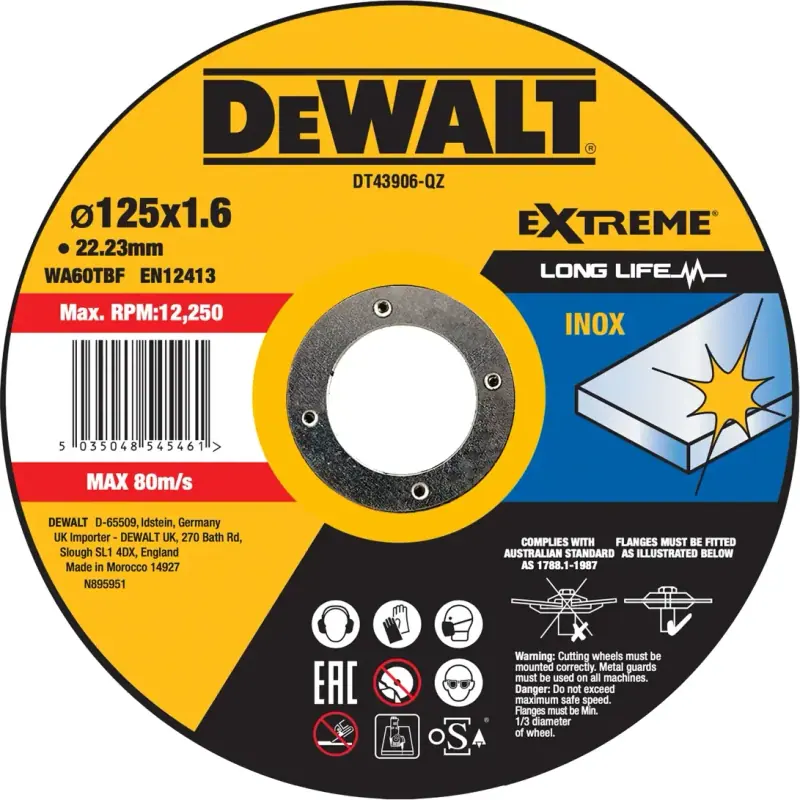 DEWALT®
DT43906-QZ
ø125x1.6
• 22.23mm
WA60TBF EN12413
EXTREME®
LONG LIFE
Max. RPM:12,250
INOX
5 035048 545461 >
MAX 80m/s
DEWALT D-65509, Idstein, Germany
UK Importer - DEWALT UK, 270 Bath Rd,
Slough SL1 4DX, England
Made in Morocco 14927
N895951
COMPLIES WITH
AUSTRALIAN STANDARD
AS 1788.1-1987
FLANGES MUST BE FITTED
AS ILLUSTRATED BELOW
Warning: Cutting wheels must be
mounted correctly. Metal guards
must be used on all machines.
Danger: Do not exceed
maximum safe speed.
Flanges must be Min.
1/3 diameter
of wheel.
EAC
oSA®